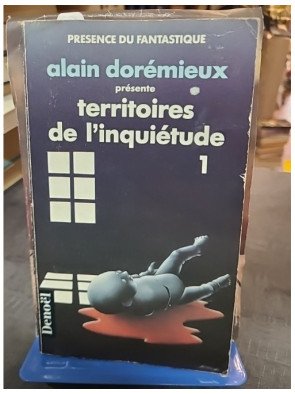 PRESENCE DU FANTASTIQUE
alain dorémieux
présente
territoires
de l'inquiétude
1
Denoël